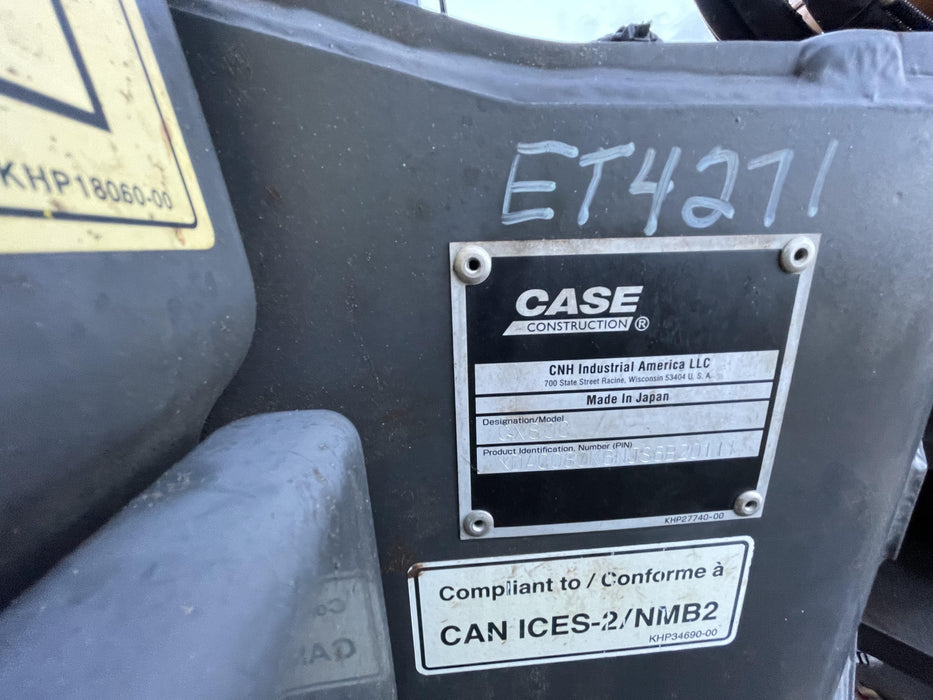 KHP18060-00
ET4271
CASE
CONSTRUCTION ®
CNH Industrial America LLC
700 State Street Racine, Wisconsin 53404 U. S. A.
Made In Japan
Designation/Model
Product Identification, Number (PIN)
KHP27740-00
Compliant to / Conforme à
CAN ICES-2/NMB2
KHP34690-00